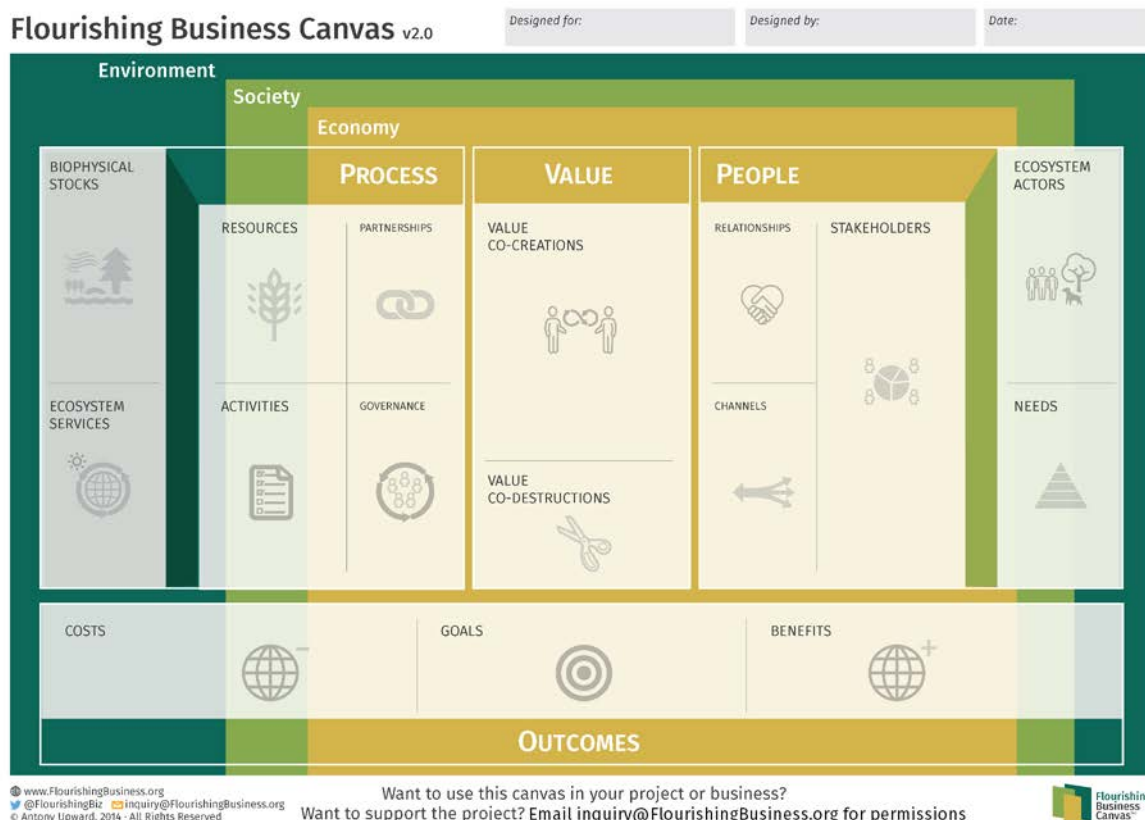 Flourishing Business Canvas v2.0
Designed for:
Designed by:
Date:
Environment
Society
Economy
BIOPHYSICAL
STOCKS
PROCESS
VALUE
PEOPLE
ECOSYSTEM
ACTORS
RESOURCES
PARTNERSHIPS
VALUE
CO-CREATIONS
RELATIONSHIPS
STAKEHOLDERS
ECOSYSTEM
SERVICES
ACTIVITIES
GOVERNANCE
VALUE
CO-DESTRUCTIONS
CHANNELS
NEEDS
COSTS
GOALS
BENEFITS
OUTCOMES
www.FlourishingBusiness.org
@FlourishingBiz inquiry@FlourishingBusiness.org
© Antony Upward, 2014 - All Rights Reserved
Want to use this canvas in your project or business?
Want to support the project? Email inquiry@FlourishingBusiness.org for permissions
Flourishin
Business
Canvas™